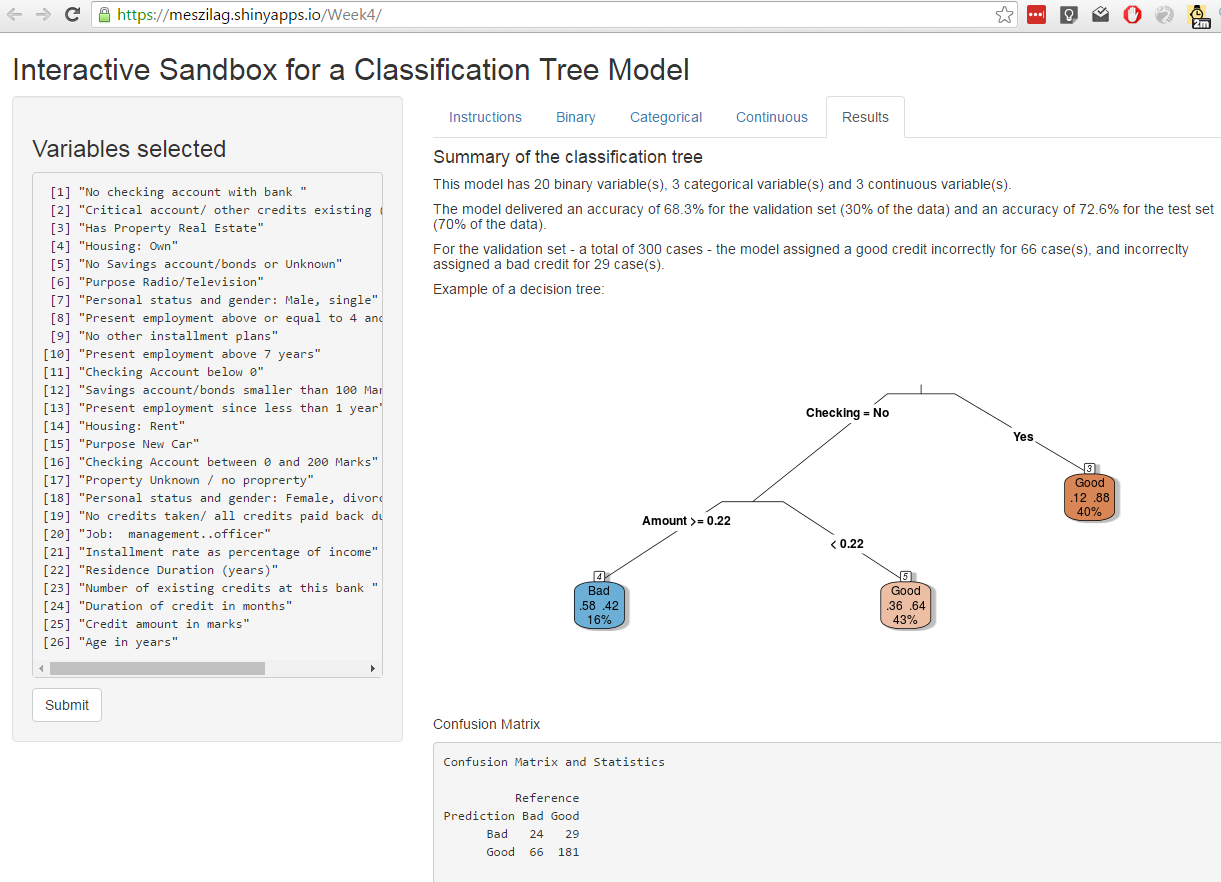 https://meszilag.shinyapps.io/Week4/
2m
Interactive Sandbox for a Classification Tree Model
Variables selected
[1] "No checking account with bank "
[2] "Critical account/ other credits existing (
[3] "Has Property Real Estate"
[4] "Housing: Own"
[5] "No Savings account/bonds or Unknown"
[6] "Purpose Radio/Television"
[7] "Personal status and gender: Male, single"
[8] "Present employment above or equal to 4 and
[9] "No other installment plans"
[10] "Present employment above 7 years"
[11] "Checking Account below 0"
[12] "Savings account/bonds smaller than 100 Mar
[13] "Present employment since less than 1 year"
[14] "Housing: Rent"
[15] "Purpose New Car"
[16] "Checking Account between 0 and 200 Marks"
[17] "Property Unknown / no proprerty"
[18] "Personal status and gender: Female, divorc
[19] "No credits taken/ all credits paid back du
[20] "Job:  management..officer"
[21] "Installment rate as percentage of income"
[22] "Residence Duration (years)"
[23] "Number of existing credits at this bank "
[24] "Duration of credit in months"
[25] "Credit amount in marks"
[26] "Age in years"
Submit
Instructions Binary Categorical Continuous Results
Summary of the classification tree
This model has 20 binary variable(s), 3 categorical variable(s) and 3 continuous variable(s).
The model delivered an accuracy of 68.3% for the validation set (30% of the data) and an accuracy of 72.6% for the test set
(70% of the data).
For the validation set - a total of 300 cases - the model assigned a good credit incorrectly for 66 case(s), and incorreclty
assigned a bad credit for 29 case(s).
Example of a decision tree:
Checking = No
Yes
3
Good
.12 .88
40%
Amount >= 0.22
< 0.22
4
Bad
.58 .42
16%
5
Good
.36 .64
43%
Confusion Matrix
Confusion Matrix and Statistics
Reference
Prediction Bad Good
Bad 24 29
Good 66 181